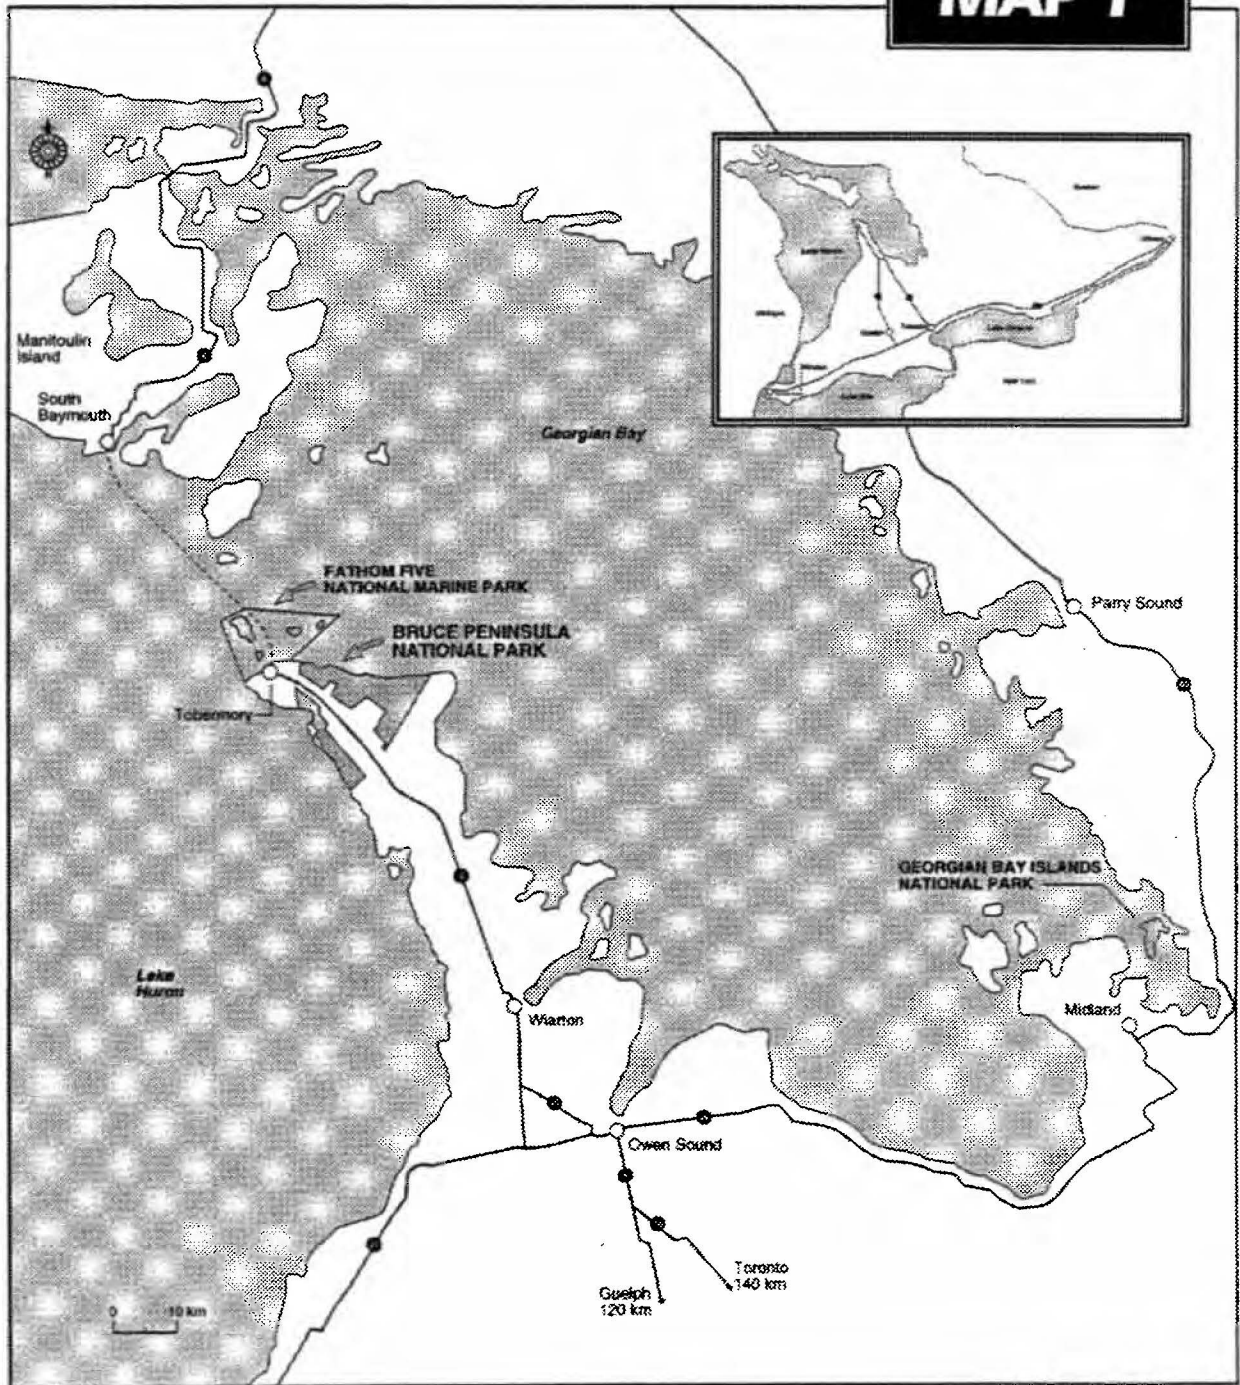 MAP 1
Manitoulin
Island
South
Baymouth
Georgian Bay
FATHOM FIVE
NATIONAL MARINE PARK
BRUCE PENINSULA
NATIONAL PARK
Tobermory
Parry Sound
GEORGIAN BAY ISLANDS
NATIONAL PARK
Lake
Huron
Wiarton
Midland
Owen Sound
Toronto
140 km
Guelph
120 km
0 10 km